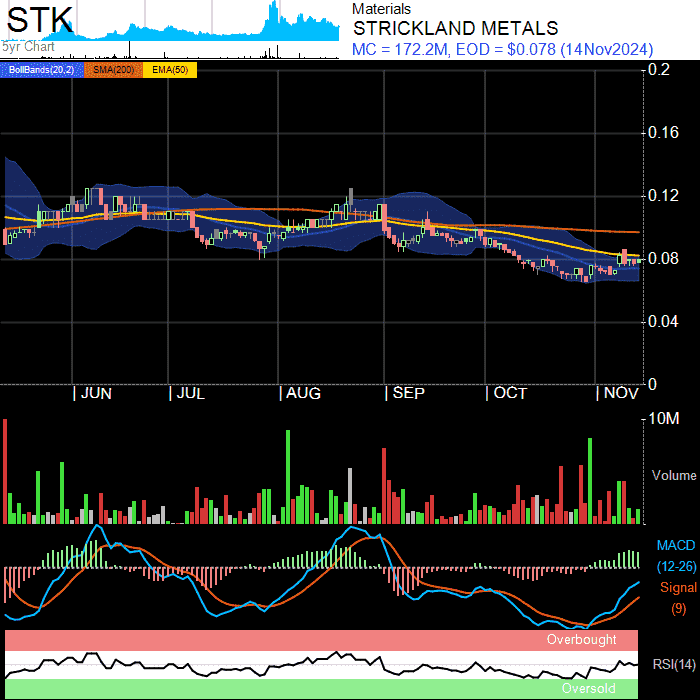 STK
5yr Chart
Materials
STRICKLAND METALS
MC = 172.2M, EOD = $0.078 (14Nov2024)
BollBands(20,2) SMA(200) EMA(50)
0.2
0.16
0.12
0.08
0.04
0
JUN JUL AUG SEP OCT NOV
10M
Volume
MACD
(12-26)
Signal
(9)
Overbought
RSI(14)
Oversold